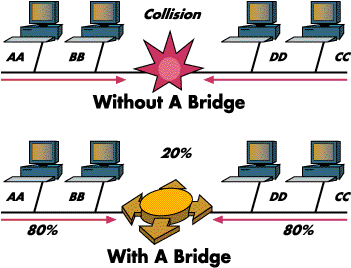 Collision
AA BB DD CC
Without A Bridge
20%
AA BB DD CC
80% 80%
With A Bridge